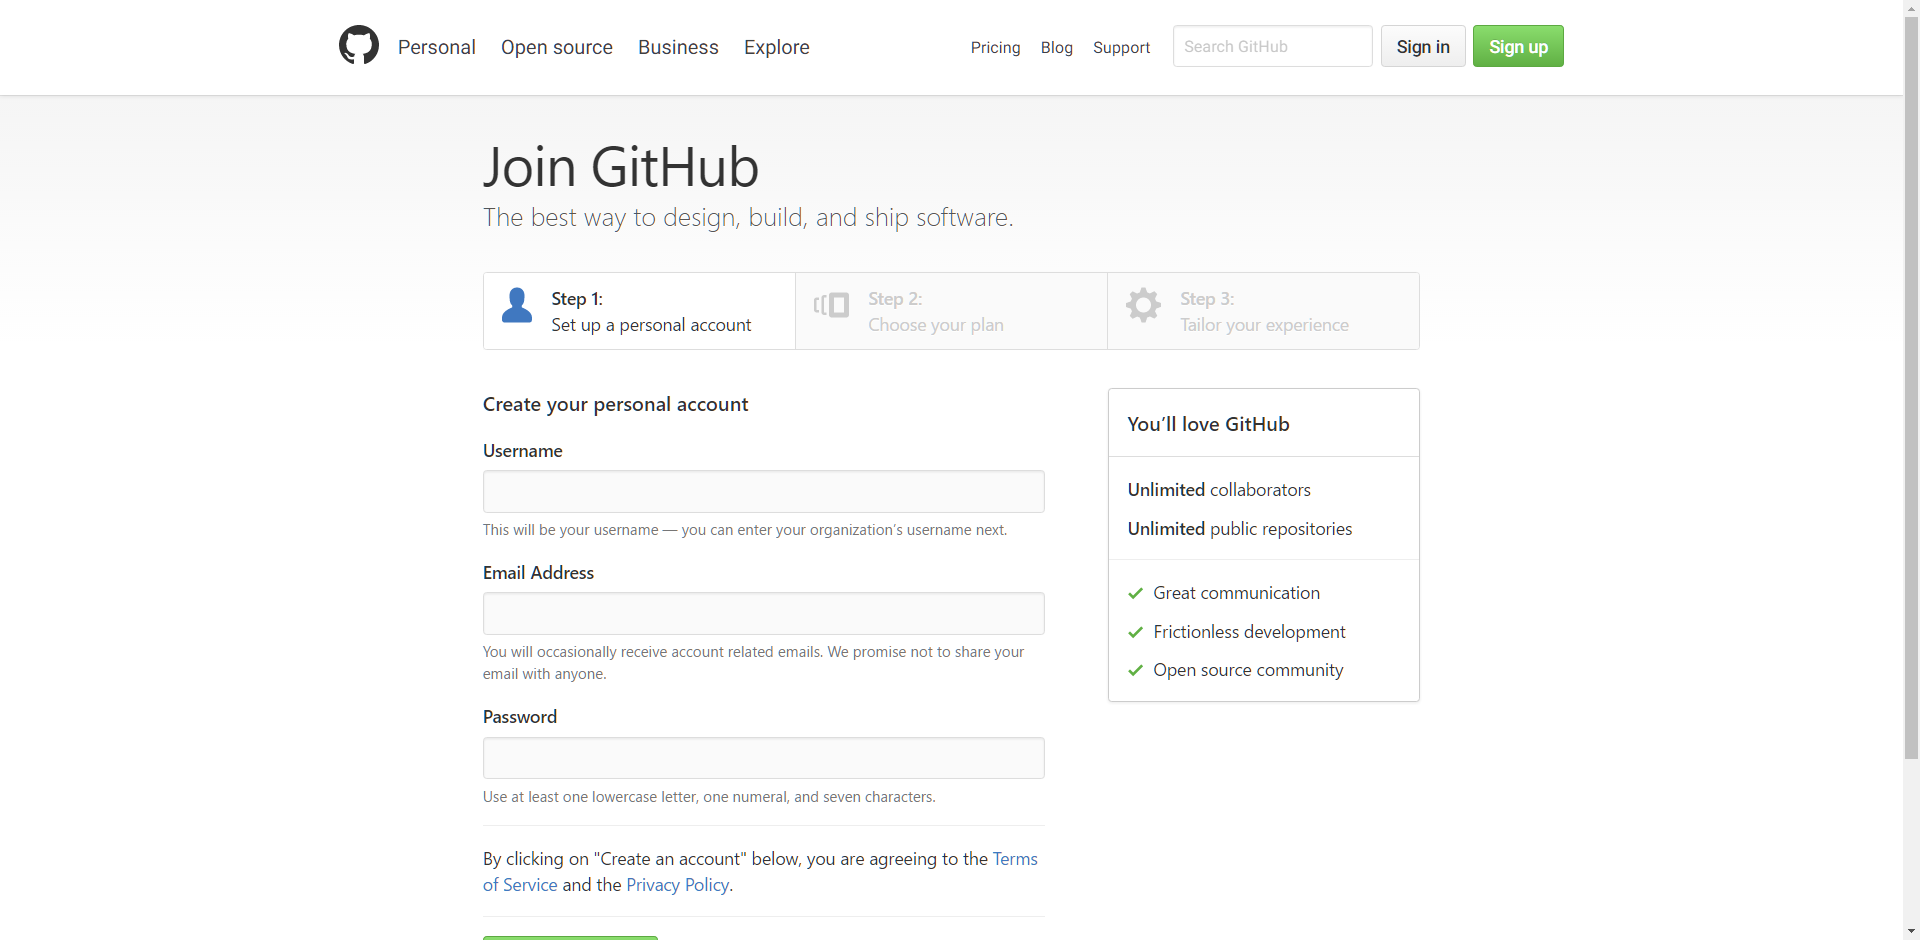 Personal Open source Business Explore Pricing Blog Support Search GitHub Sign in Sign up
Join GitHub
The best way to design, build, and ship software.
Step 1:
Set up a personal account
Step 2:
Choose your plan
Step 3:
Tailor your experience
Create your personal account
Username
This will be your username — you can enter your organization’s username next.
Email Address
You will occasionally receive account related emails. We promise not to share your
email with anyone.
Password
Use at least one lowercase letter, one numeral, and seven characters.
By clicking on "Create an account" below, you are agreeing to the Terms
of Service and the Privacy Policy.
You’ll love GitHub
Unlimited collaborators
Unlimited public repositories
Great communication
Frictionless development
Open source community